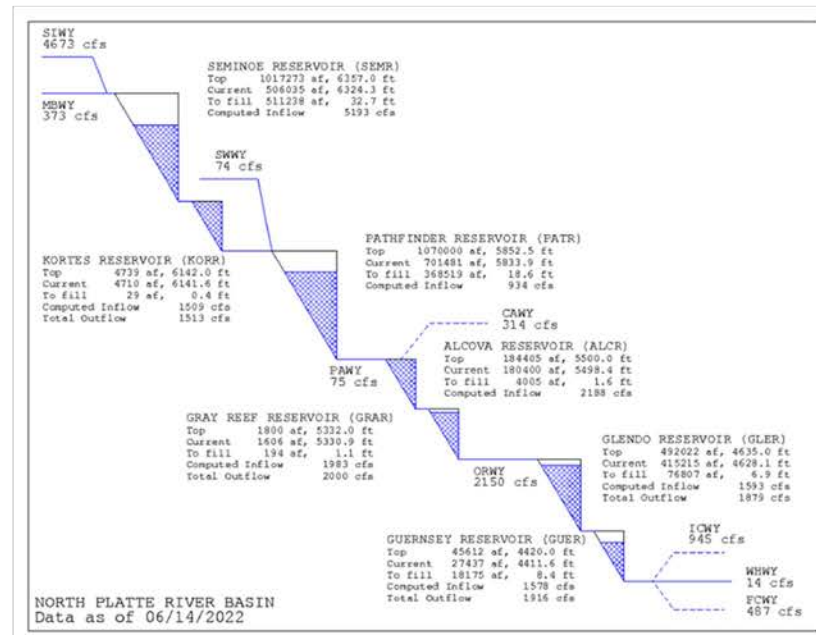 SIWY
4673 cfs
MBWY
373 cfs
SEMINOE RESERVOIR (SEMR)
Top 1017273 af, 6357.0 ft
Current 506035 af, 6324.3 ft
To fill 511238 af, 32.7 ft
Computed Inflow 5193 cfs
SWWY
74 cfs
KORTES RESERVOIR (KORR)
Top 4739 af, 6142.0 ft
Current 4710 af, 6141.6 ft
To fill 29 af, 0.4 ft
Computed Inflow 1509 cfs
Total Outflow 1513 cfs
PATHFINDER RESERVOIR (PATR)
Top 1070000 af, 5852.5 ft
Current 701481 af, 5833.9 ft
To fill 368519 af, 18.6 ft
Computed Inflow 934 cfs
CAWY
314 cfs
PAWY
75 cfs
ALCOVA RESERVOIR (ALCR)
Top 184405 af, 5500.0 ft
Current 180400 af, 5498.4 ft
To fill 4005 af, 1.6 ft
Computed Inflow 2188 cfs
GRAY REEF RESERVOIR (GRAR)
Top 1800 af, 5332.0 ft
Current 1606 af, 5330.9 ft
To fill 194 af, 1.1 ft
Computed Inflow 1983 cfs
Total Outflow 2000 cfs
ORWY
2150 cfs
GLENDO RESERVOIR (GLER)
Top 492022 af, 4635.0 ft
Current 415215 af, 4628.1 ft
To fill 76807 af, 6.9 ft
Computed Inflow 1593 cfs
Total Outflow 1879 cfs
GUERNSEY RESERVOIR (GUER)
Top 45612 af, 4420.0 ft
Current 27437 af, 4411.6 ft
To fill 18175 af, 8.4 ft
Computed Inflow 1578 cfs
Total Outflow 1916 cfs
ICWY
945 cfs
WHWY
14 cfs
FCWY
487 cfs
NORTH PLATTE RIVER BASIN
Data as of 06/14/2022